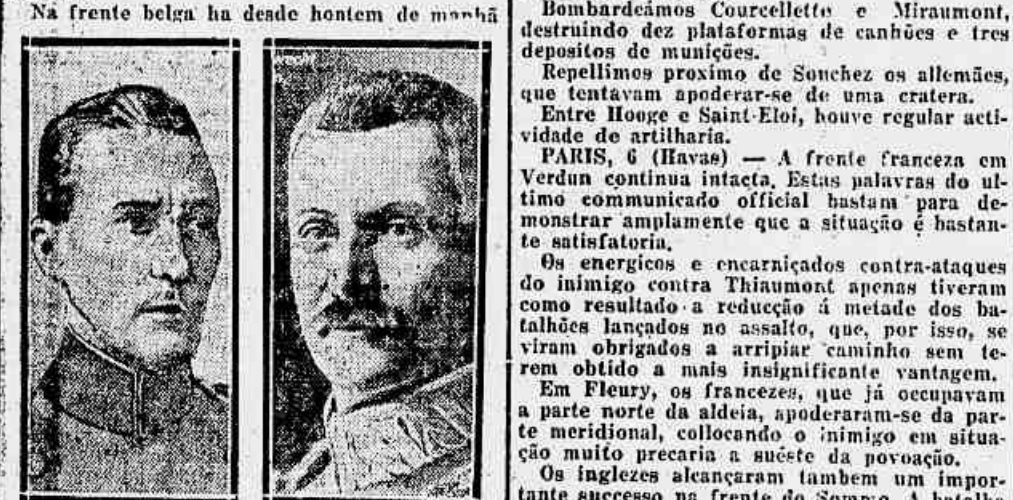 Na frente belga ha desde hontem de manhã
Bombardeámos Courcellette e Miraumont,
destruindo dez plataformas de canhões e tres
depositos de munições.
Repellimos proximo de Souchez os allemães,
que tentavam apoderar-se de uma cratera.
Entre Hooge e Saint-Eloi, houve regular acti-
vidade de artilharia.
PARIS, 6 (Havas) — A frente franceza em
Verdun continua intacta. Estas palavras do ul-
timo communicado official bastam para de-
monstrar amplamente que a situação é bastan-
te satisfatoria.
Os energicos e encarniçados contra-ataques
do inimigo contra Thiaumont apenas tiveram
como resultado a reducção á metade dos ba-
talhões lançados no assalto, que, por isso, se
viram obrigados a arripiar caminho sem te-
rem obtido a mais insignificante vantagem.
Em Fleury, os francezes, que já occupavam
a parte norte da aldeia, apoderaram-se da par-
te meridional, collocando o inimigo em situa-
ção muito precaria a suéste da povoação.
Os inglezes alcançaram tambem um impor-
tante successo na frente do Somme